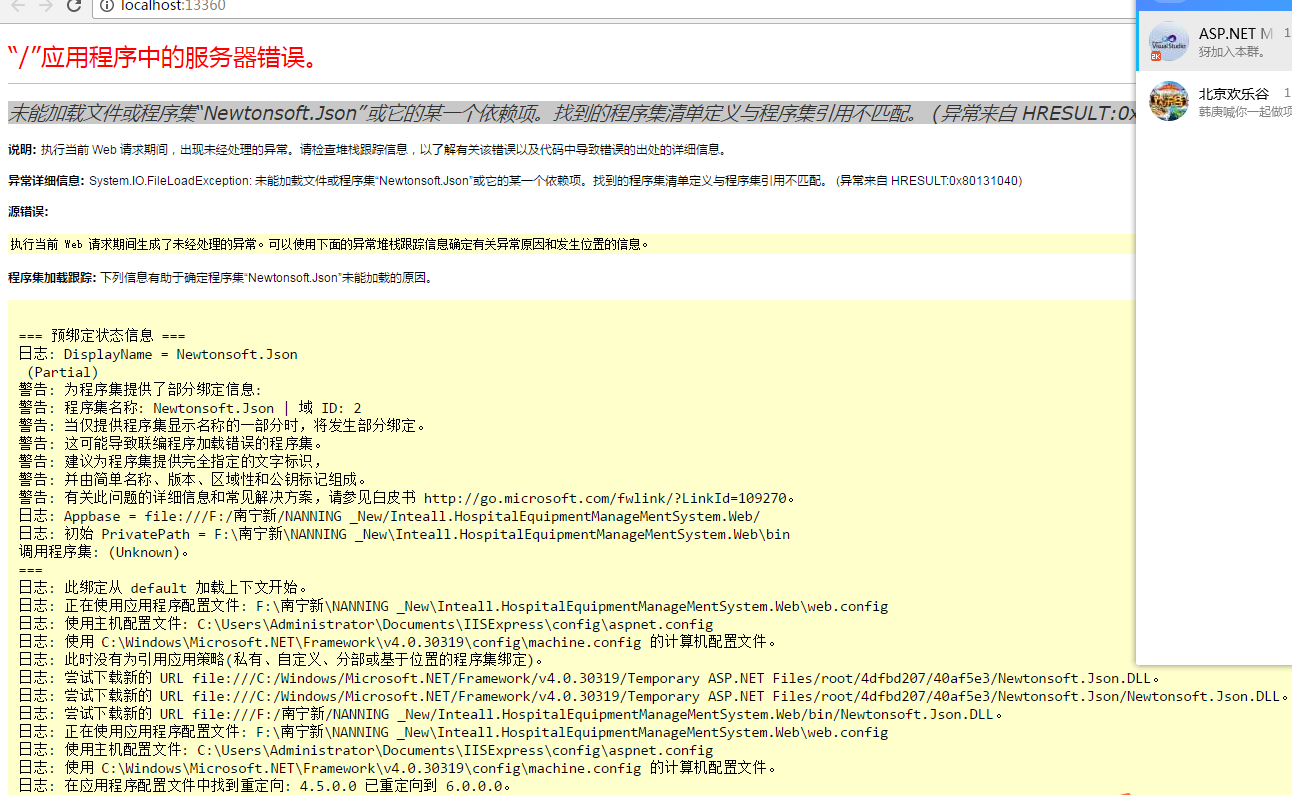 localhost:13360
“/”应用程序中的服务器错误。
未能加载文件或程序集“Newtonsoft.Json”或它的某一个依赖项。找到的程序集清单定义与程序集引用不匹配。 (异常来自 HRESULT:0x
说明: 执行当前 Web 请求期间，出现未经处理的异常。请检查堆栈跟踪信息，以了解有关该错误以及代码中导致错误的出处的详细信息。
异常详细信息: System.IO.FileLoadException: 未能加载文件或程序集“Newtonsoft.Json”或它的某一个依赖项。找到的程序集清单定义与程序集引用不匹配。 (异常来自 HRESULT:0x80131040)
源错误:
执行当前 Web 请求期间生成了未经处理的异常。可以使用下面的异常堆栈跟踪信息确定有关异常原因和发生位置的信息。
程序集加载跟踪: 下列信息有助于确定程序集“Newtonsoft.Json”未能加载的原因。
=== 预绑定状态信息 ===
日志: DisplayName = Newtonsoft.Json
(Partial)
警告: 为程序集提供了部分绑定信息:
警告: 程序集名称: Newtonsoft.Json | 域 ID: 2
警告: 当仅提供程序集显示名称的一部分时，将发生部分绑定。
警告: 这可能导致联编程序加载错误的程序集。
警告: 建议为程序集提供完全指定的文字标识，
警告: 并由简单名称、版本、区域性和公钥标记组成。
警告: 有关此问题的详细信息和常见解决方案，请参见白皮书 http://go.microsoft.com/fwlink/?LinkId=109270。
日志: Appbase = file:///F:/南宁新/NANNING _New/Inteall.HospitalEquipmentManageMentSystem.Web/
日志: 初始 PrivatePath = F:\南宁新\NANNING _New\Inteall.HospitalEquipmentManageMentSystem.Web\bin
调用程序集: (Unknown)。
===
日志: 此绑定从 default 加载上下文开始。
日志: 正在使用应用程序配置文件: F:\南宁新\NANNING _New\Inteall.HospitalEquipmentManageMentSystem.Web\web.config
日志: 使用主机配置文件: C:\Users\Administrator\Documents\IISExpress\config\aspnet.config
日志: 使用 C:\Windows\Microsoft.NET\Framework\v4.0.30319\config\machine.config 的计算机配置文件。
日志: 此时没有为引用应用策略(私有、自定义、分部或基于位置的程序集绑定)。
日志: 尝试下载新的 URL file:///C:/Windows/Microsoft.NET/Framework/v4.0.30319/Temporary ASP.NET Files/root/4dfbd207/40af5e3/Newtonsoft.Json.DLL。
日志: 尝试下载新的 URL file:///C:/Windows/Microsoft.NET/Framework/v4.0.30319/Temporary ASP.NET Files/root/4dfbd207/40af5e3/Newtonsoft.Json/Newtonsoft.Json.DLL。
日志: 尝试下载新的 URL file:///F:/南宁新/NANNING _New/Inteall.HospitalEquipmentManageMentSystem.Web/bin/Newtonsoft.Json.DLL。
日志: 正在使用应用程序配置文件: F:\南宁新\NANNING _New\Inteall.HospitalEquipmentManageMentSystem.Web\web.config
日志: 使用主机配置文件: C:\Users\Administrator\Documents\IISExpress\config\aspnet.config
日志: 使用 C:\Windows\Microsoft.NET\Framework\v4.0.30319\config\machine.config 的计算机配置文件。
日志: 在应用程序配置文件中找到重定向: 4.5.0.0 已重定向到 6.0.0.0。
Visual Studio
2K
ASP.NET M 1
犽加入本群。
北京欢乐谷 1
韩庚喊你一起做项